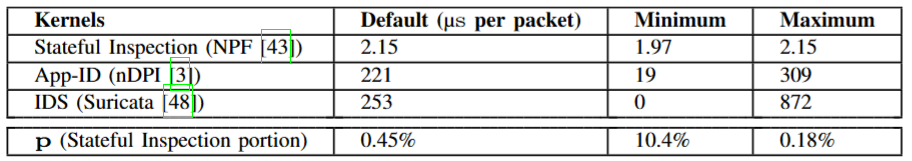 Kernels Default (µs per packet) Minimum Maximum
Stateful Inspection (NPF [43]) 2.15 1.97 2.15
App-ID (nDPI [3]) 221 19 309
IDS (Suricata [48]) 253 0 872
p (Stateful Inspection portion) 0.45% 10.4% 0.18%